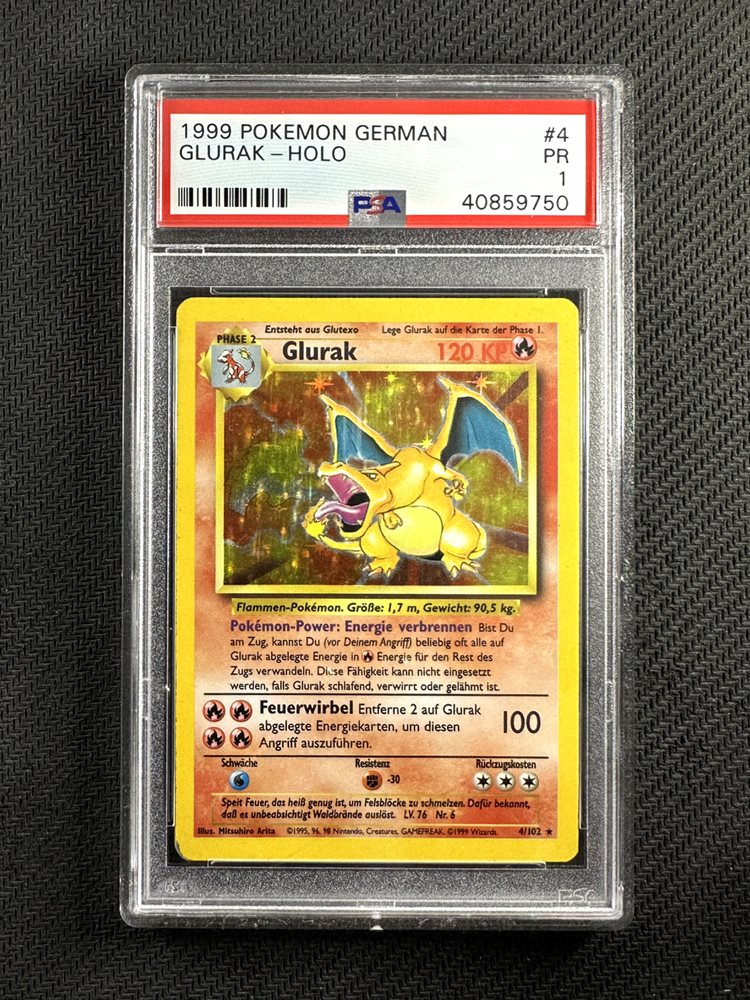 1999 POKEMON GERMAN #4
GLURAK – HOLO PR
1
PSA 40859750
Entsteht aus Glutexo Lege Glurak auf die Karte der Phase 1.
PHASE 2
Glurak 120 KP
Flammen-Pokémon. Größe: 1,7 m, Gewicht: 90,5 kg.
Pokémon-Power: Energie verbrennen Bist Du
am Zug, kannst Du (vor Deinem Angriff) beliebig oft alle auf
Glurak abgelegte Energie in Energie für den Rest des
Zugs verwandeln. Diese Fähigkeit kann nicht eingesetzt
werden, falls Glurak schlafend, verwirrt oder gelähmt ist.
Feuerwirbel Entferne 2 auf Glurak
abgelegte Energiekarten, um diesen
Angriff auszuführen.
100
Schwäche Resistenz Rückzugskosten
-30
Speit Feuer, das heiß genug ist, um Felsblöcke zu schmelzen. Dafür bekannt,
daß es unbeabsichtigt Waldbrände auslöst. LV. 76 Nr. 6
Illus. Mitsuhiro Arita ©1995, 96, 98 Nintendo, Creatures, GAMEFREAK. ©1999 Wizards. 4/102 ★